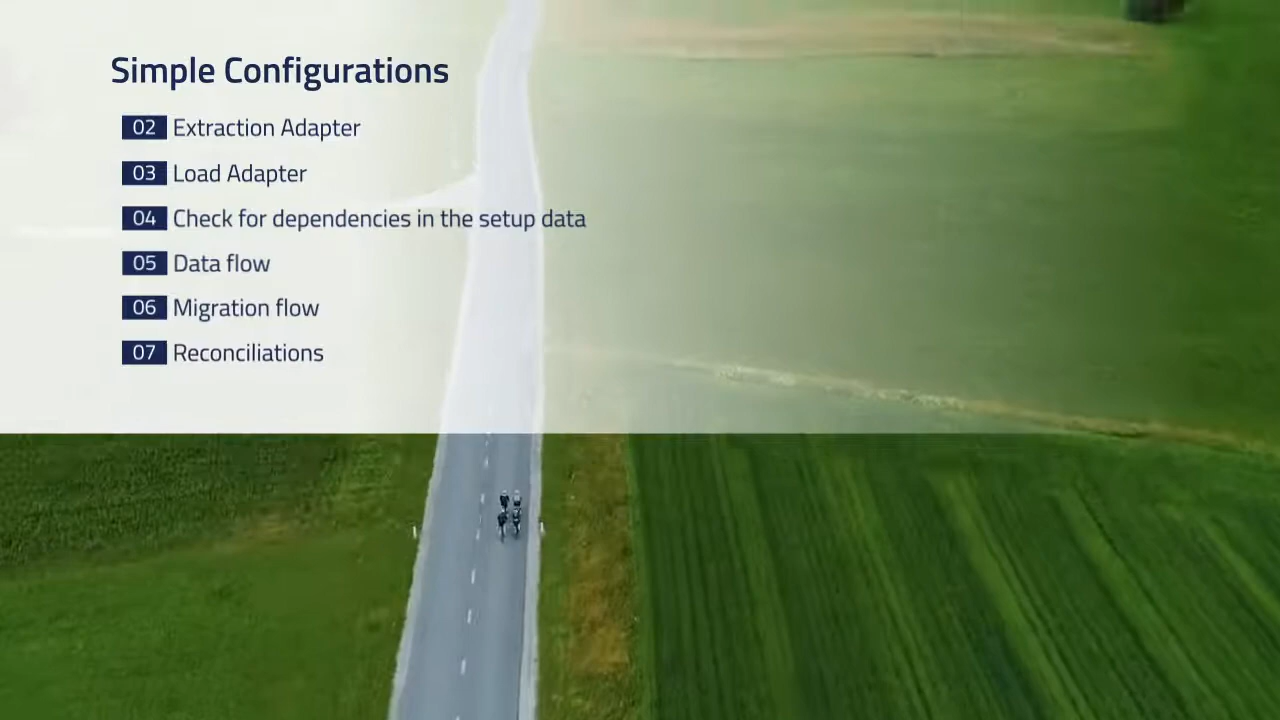 Simple Configurations
02 Extraction Adapter
03 Load Adapter
04 Check for dependencies in the setup data
05 Data flow
06 Migration flow
07 Reconciliations